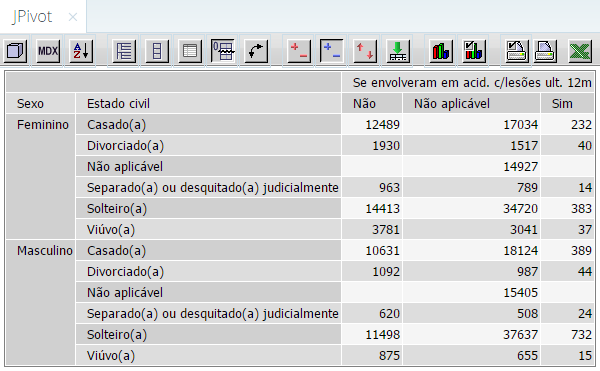 JPivot ×
MDX A Z
Se envolveram em acid. c/lesões ult. 12m
Sexo Estado civil Não Não aplicável Sim
Feminino Casado(a) 12489 17034 232
Divorciado(a) 1930 1517 40
Não aplicável 14927
Separado(a) ou desquitado(a) judicialmente 963 789 14
Solteiro(a) 14413 34720 383
Viúvo(a) 3781 3041 37
Masculino Casado(a) 10631 18124 389
Divorciado(a) 1092 987 44
Não aplicável 15405
Separado(a) ou desquitado(a) judicialmente 620 508 24
Solteiro(a) 11498 37637 732
Viúvo(a) 875 655 15